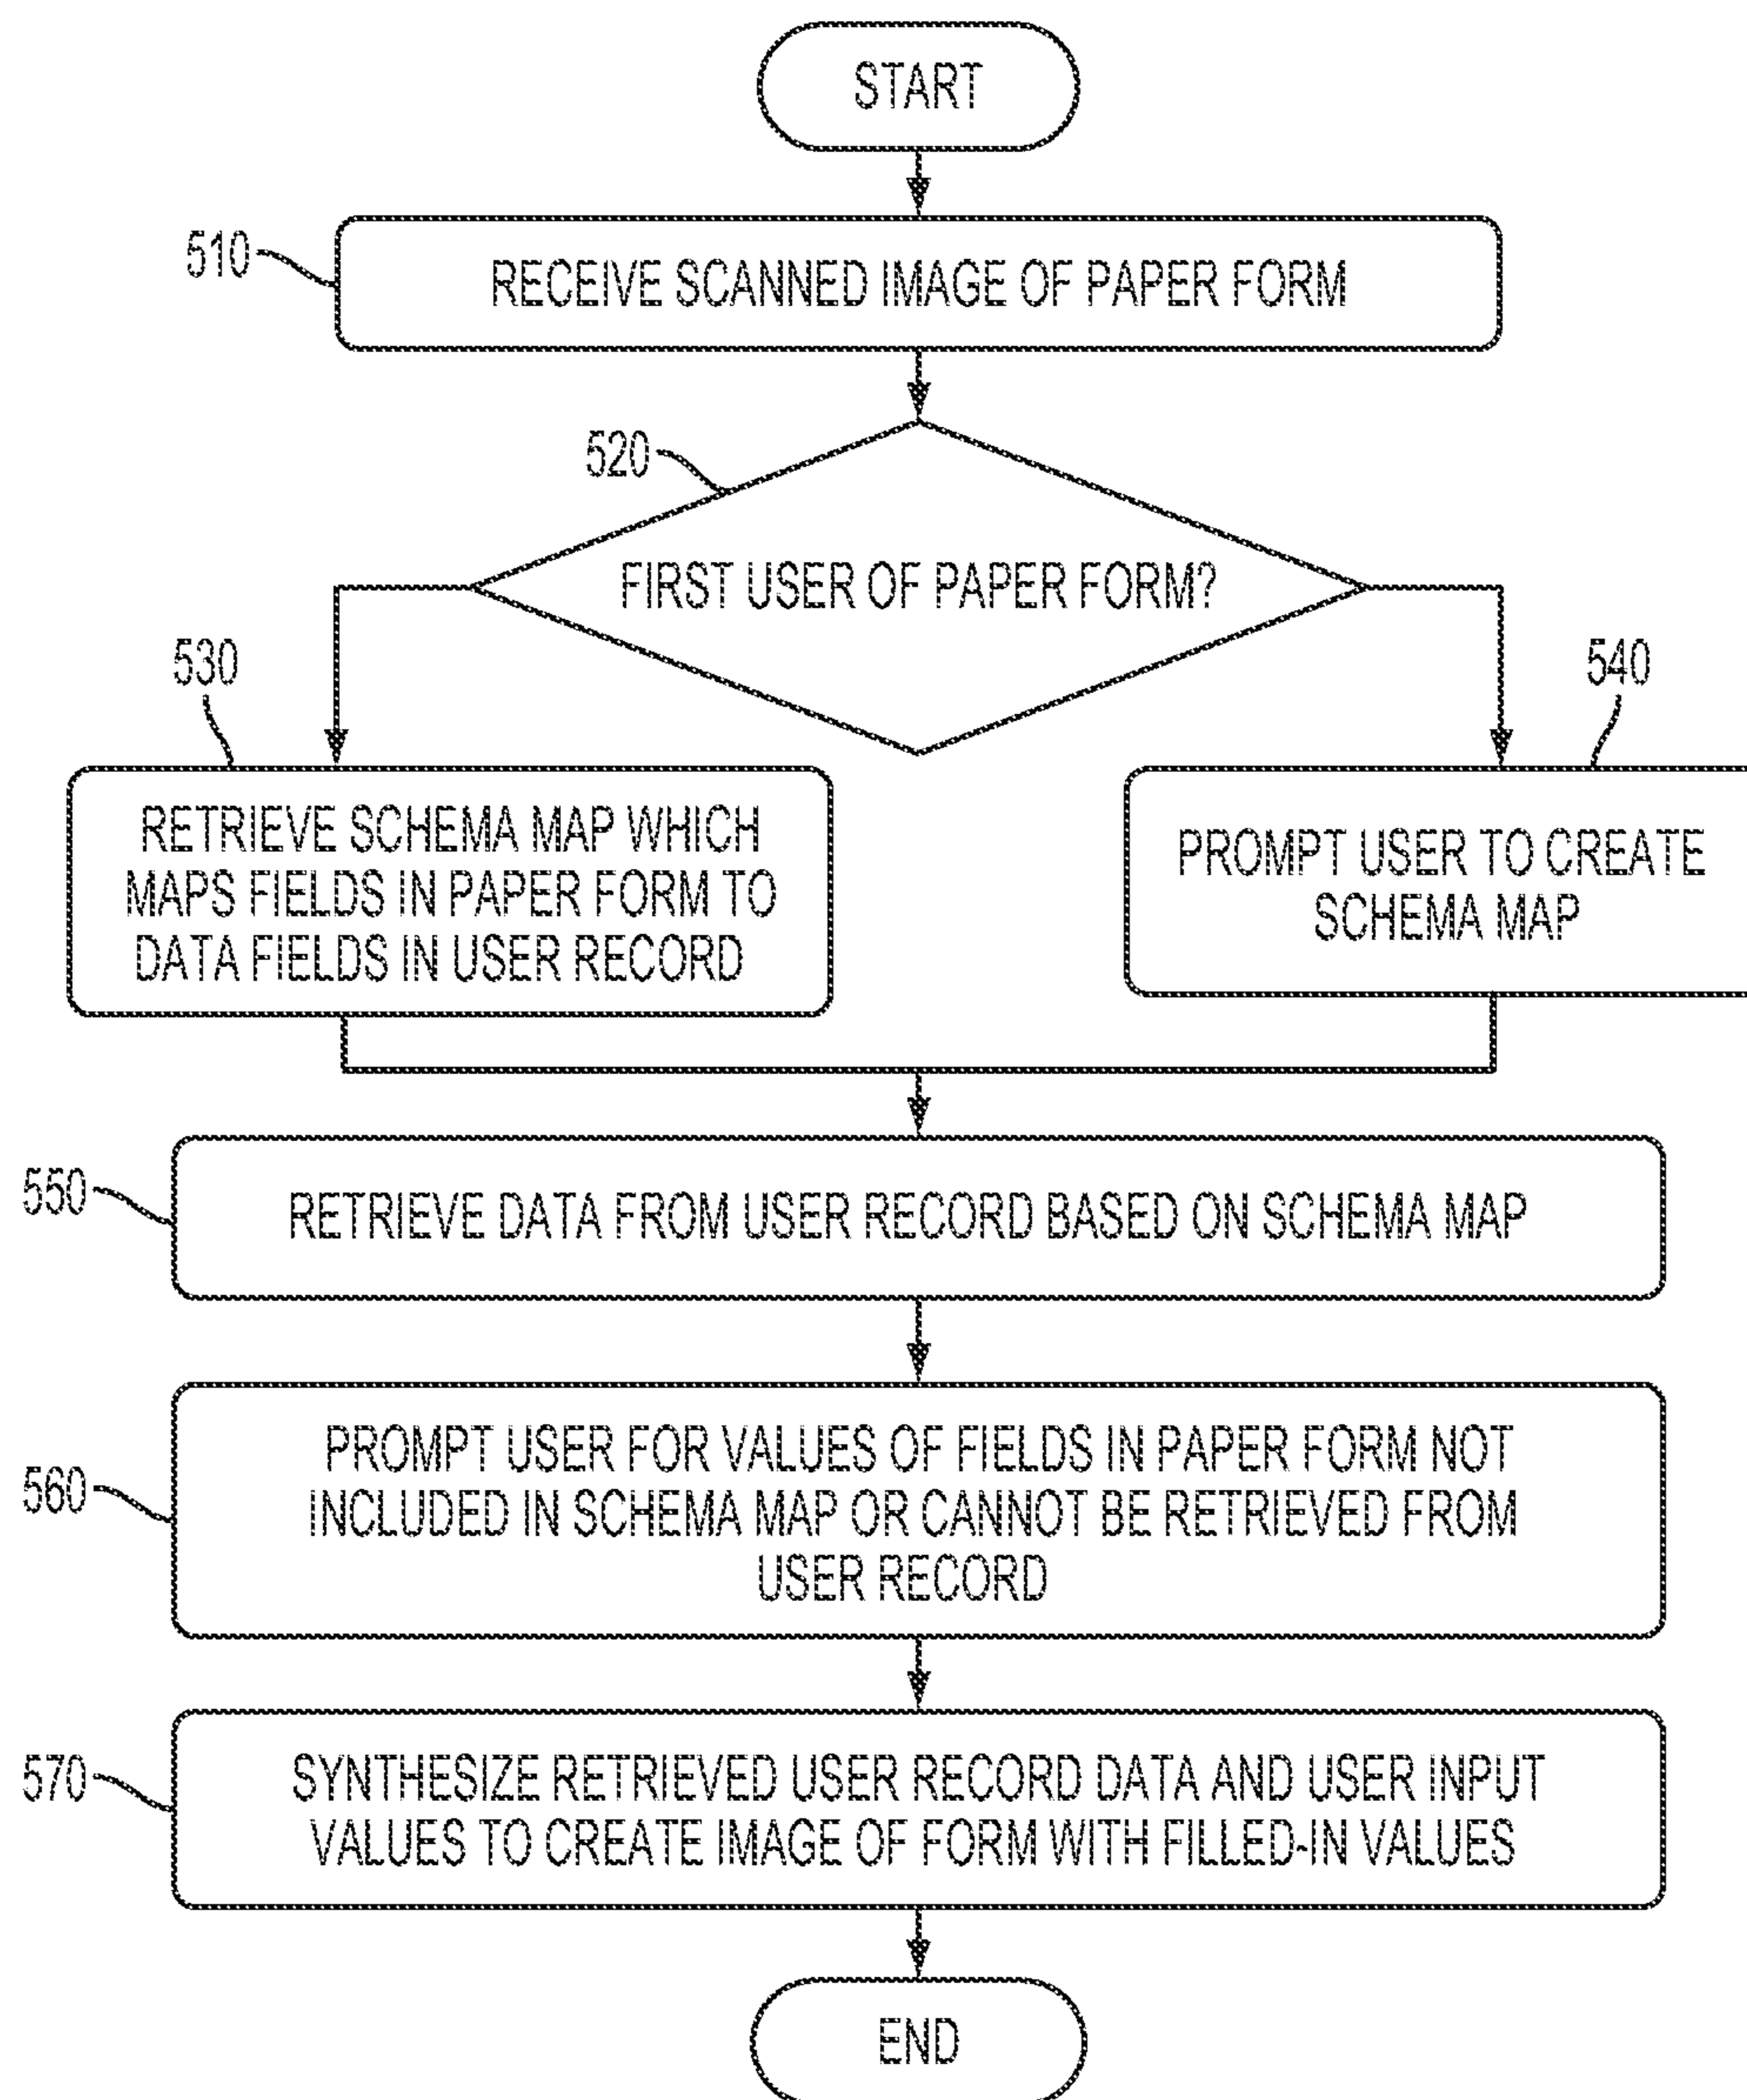 START
510
RECEIVE SCANNED IMAGE OF PAPER FORM
520
FIRST USER OF PAPER FORM?
530
540
RETRIEVE SCHEMA MAP WHICH
MAPS FIELDS IN PAPER FORM TO
DATA FIELDS IN USER RECORD
PROMPT USER TO CREATE
SCHEMA MAP
550
RETRIEVE DATA FROM USER RECORD BASED ON SCHEMA MAP
560
PROMPT USER FOR VALUES OF FIELDS IN PAPER FORM NOT
INCLUDED IN SCHEMA MAP OR CANNOT BE RETRIEVED FROM
USER RECORD
570
SYNTHESIZE RETRIEVED USER RECORD DATA AND USER INPUT
VALUES TO CREATE IMAGE OF FORM WITH FILLED-IN VALUES
END